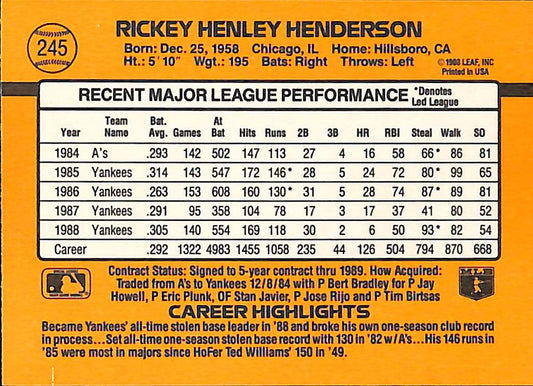 245
RICKEY HENLEY HENDERSON
Born: Dec. 25, 1958 Chicago, IL Home: Hillsboro, CA
Ht.: 5' 10" Wgt.: 195 Bats: Right Throws: Left
©1988 LEAF, INC
Printed in USA
RECENT MAJOR LEAGUE PERFORMANCE *Denotes Led League
Year Team Name Bat. Avg. Games At Bat Hits Runs 2B 3B HR RBI Steal Walk SO
1984 A's .293 142 502 147 113 27 4 16 58 66* 86 81
1985 Yankees .314 143 547 172 146* 28 5 24 72 80* 99 65
1986 Yankees .263 153 608 160 130* 31 5 28 74 87* 89 81
1987 Yankees .291 95 358 104 78 17 3 17 37 41 80 52
1988 Yankees .305 140 554 169 118 30 2 6 50 93* 82 54
Career .292 1322 4983 1455 1058 235 44 126 504 794 870 668
Contract Status: Signed to 5-year contract thru 1989. How Acquired:
Traded from A's to Yankees 12/8/84 with P Bert Bradley for P Jay
Howell, P Eric Plunk, OF Stan Javier, P Jose Rijo and P Tim Birtsas
MLB
CAREER HIGHLIGHTS
Became Yankees' all-time stolen base leader in '88 and broke his own one-season club record
in process...Set all-time one-season stolen base record with 130 in '82 w/A's...His 146 runs in
'85 were most in majors since HoFer Ted Williams' 150 in '49.